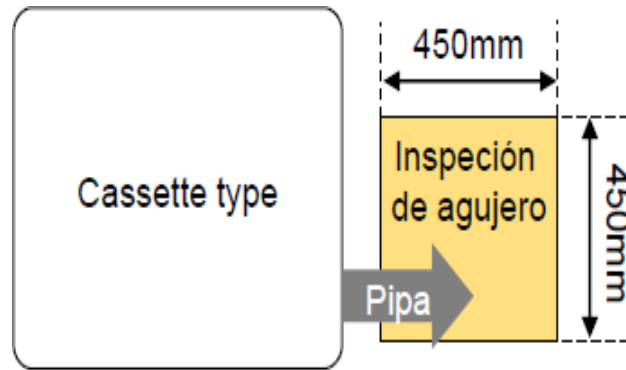 450mm
Cassette type
Inspeción
de agujero
450mm
Pipa